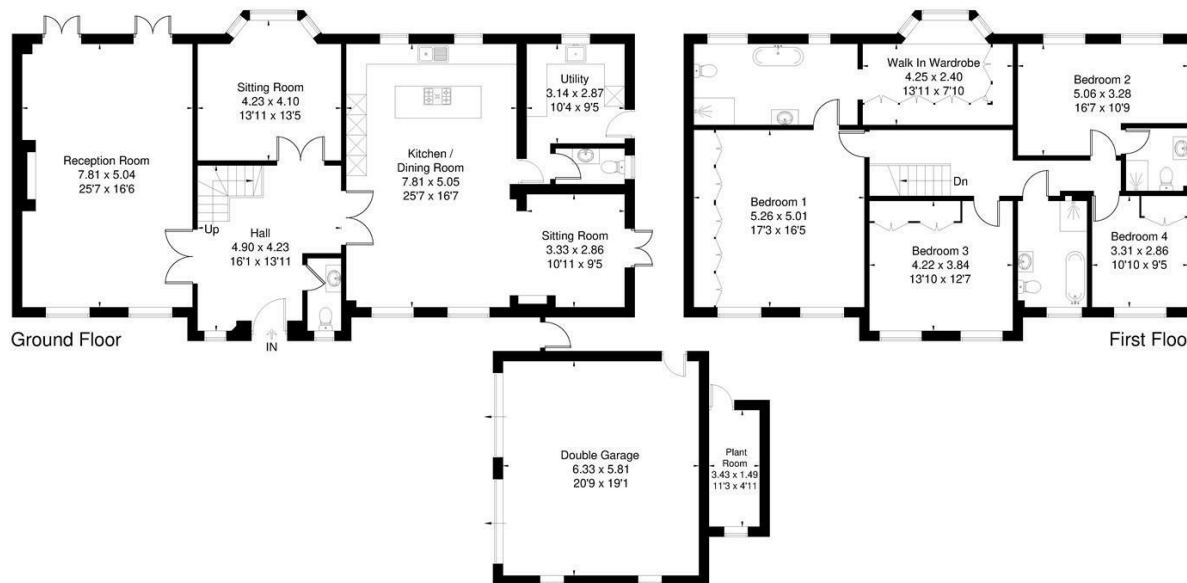 Reception Room
7.81 x 5.04
25'7 x 16'6
Sitting Room
4.23 x 4.10
13'11 x 13'5
Up
Hall
4.90 x 4.23
16'1 x 13'11
IN
Kitchen /
Dining Room
7.81 x 5.05
25'7 x 16'7
Utility
3.14 x 2.87
10'4 x 9'5
Sitting Room
3.33 x 2.86
10'11 x 9'5
Ground Floor
Walk In Wardrobe
4.25 x 2.40
13'11 x 7'10
Bedroom 2
5.06 x 3.28
16'7 x 10'9
Bedroom 1
5.26 x 5.01
17'3 x 16'5
Dn
Bedroom 3
4.22 x 3.84
13'10 x 12'7
Bedroom 4
3.31 x 2.86
10'10 x 9'5
First Floo
Double Garage
6.33 x 5.81
20'9 x 19'1
Plant
Room
3.43 x 1.49
11'3 x 4'11